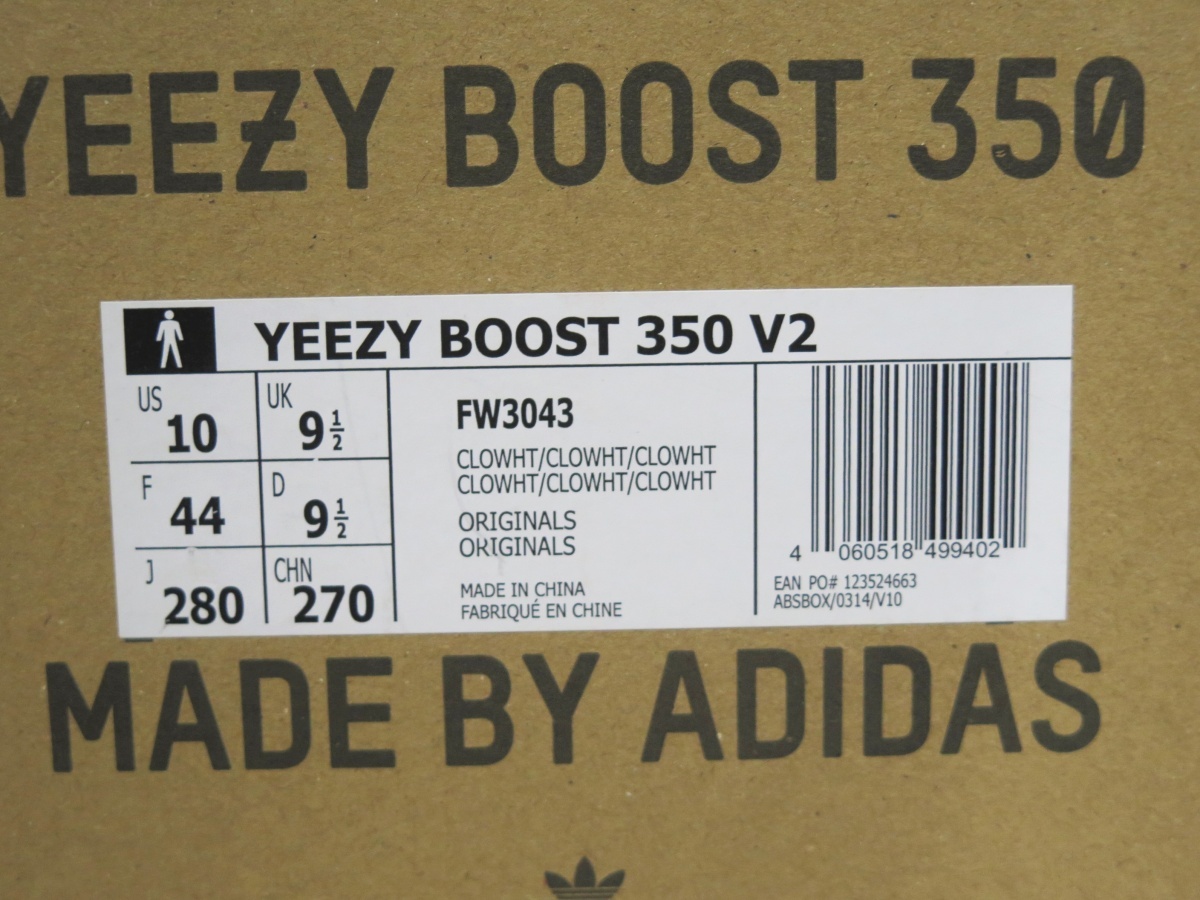 YEEZY BOOST 350
YEEZY BOOST 350 V2
US 10 UK 9 1/2
F 44 D 9 1/2
J 280 CHN 270
FW3043
CLOWHT/CLOWHT/CLOWHT
CLOWHT/CLOWHT/CLOWHT
ORIGINALS
ORIGINALS
MADE IN CHINA
FABRIQUÉ EN CHINE
4 060518 499402
EAN PO# 123524663
ABSBOX/0314/V10
MADE BY ADIDAS